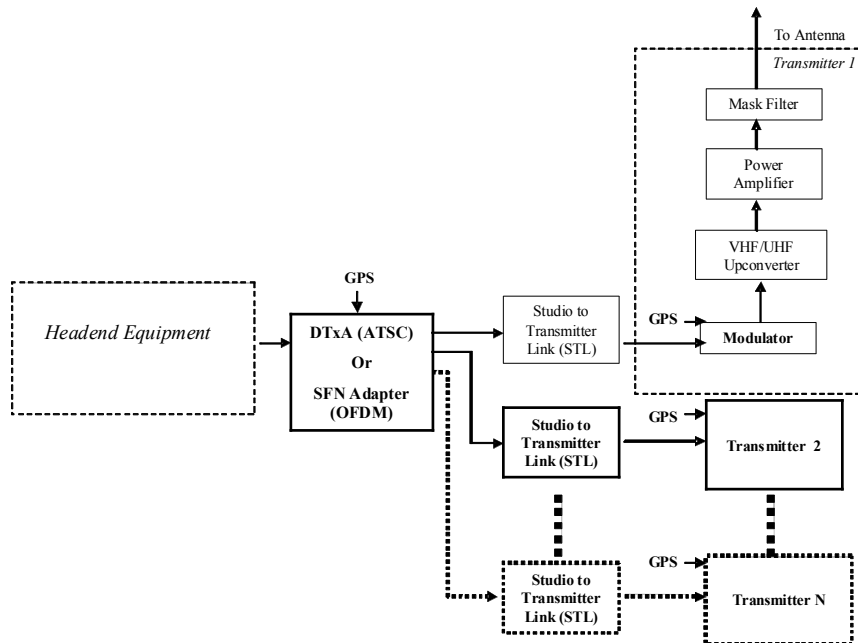 To Antenna
Transmitter 1
Mask Filter
Power
Amplifier
VHF/UHF
Upconverter
GPS
Modulator
Headend Equipment
GPS
DTxA (ATSC)
Or
SFN Adapter
(OFDM)
Studio to
Transmitter
Link (STL)
GPS
Studio to
Transmitter
Link (STL)
Transmitter 2
GPS
Studio to
Transmitter
Link (STL)
Transmitter N